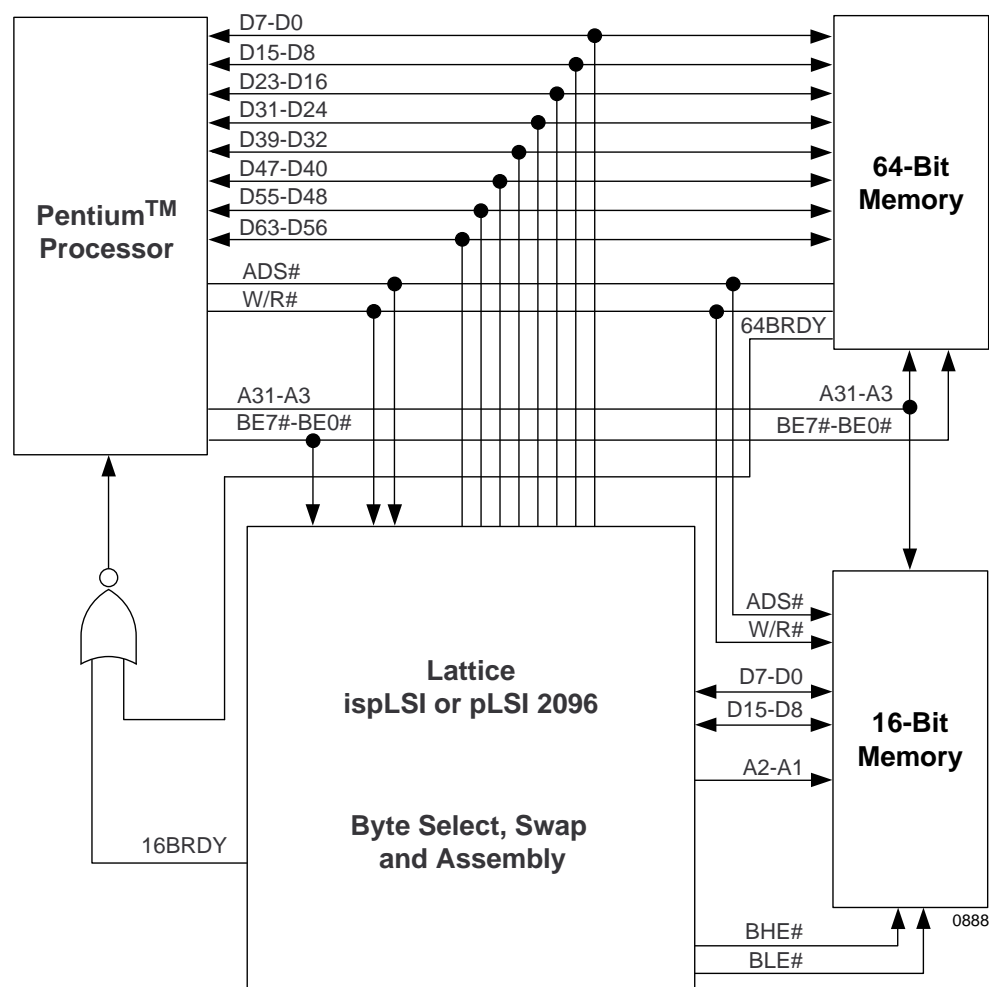 D7-D0
D15-D8
D23-D16
D31-D24
D39-D32
D47-D40
D55-D48
D63-D56
Pentium™
Processor
64-Bit
Memory
ADS#
W/R#
64BRDY
A31-A3
A31-A3
BE7#-BE0#
BE7#-BE0#
ADS#
W/R#
Lattice
ispLSI or pLSI 2096
D7-D0
D15-D8
16-Bit
Memory
A2-A1
Byte Select, Swap
and Assembly
16BRDY
0888
BHE#
BLE#